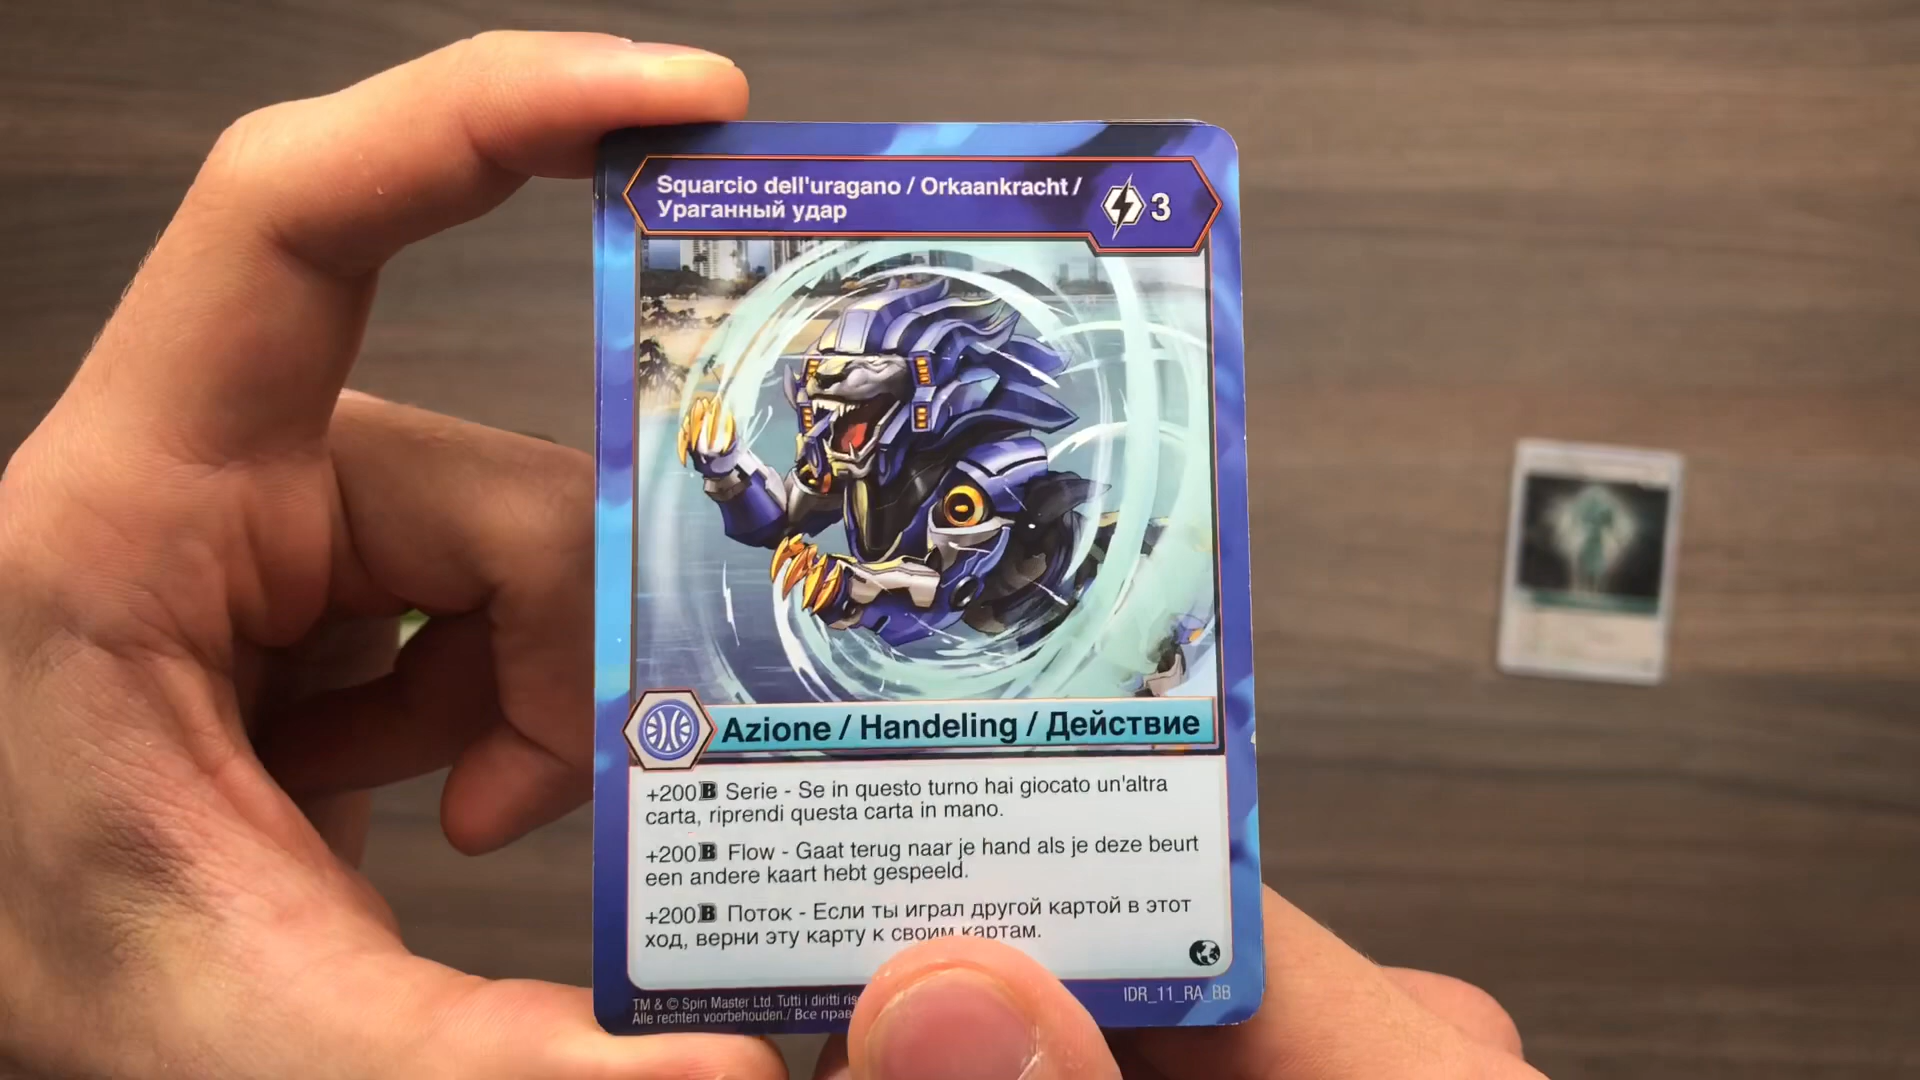 Squarcio dell'uragano / Orkaankracht /
Ураганный удар
3
Azione / Handeling / Действие
+200B Serie - Se in questo turno hai giocato un'altra
carta, riprendi questa carta in mano.
+200B Flow - Gaat terug naar je hand als je deze beurt
een andere kaart hebt gespeeld.
+200B Поток - Если ты играл другой картой в этот
ход, верни эту карту к своим картам.
TM & © Spin Master Ltd. Tutti i diritti
Alle rechten voorbehouden./ Все
IDR_11_RA_BB